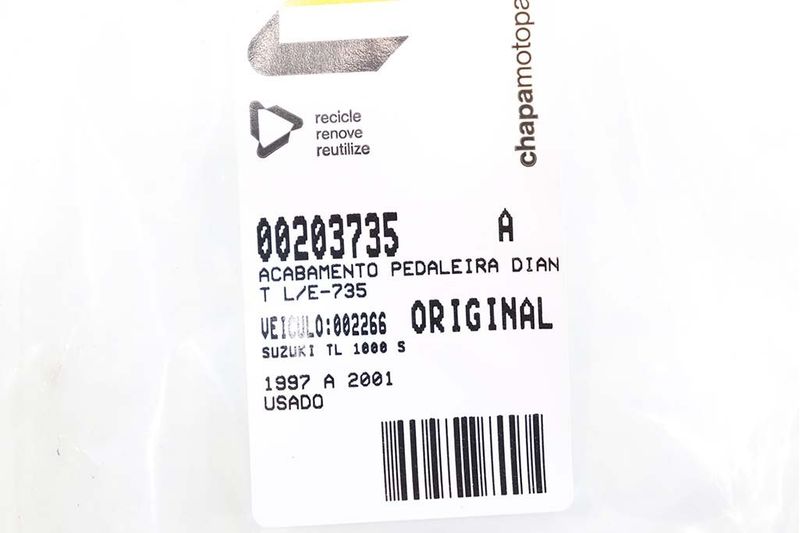 recicle
renove
reutilize
chapamotopa
00203735 A
ACABAMENTO PEDALEIRA DIAN
T L/E-735
VEICULO:002266 ORIGINAL
SUZUKI TL 1000 S
1997 A 2001
USADO